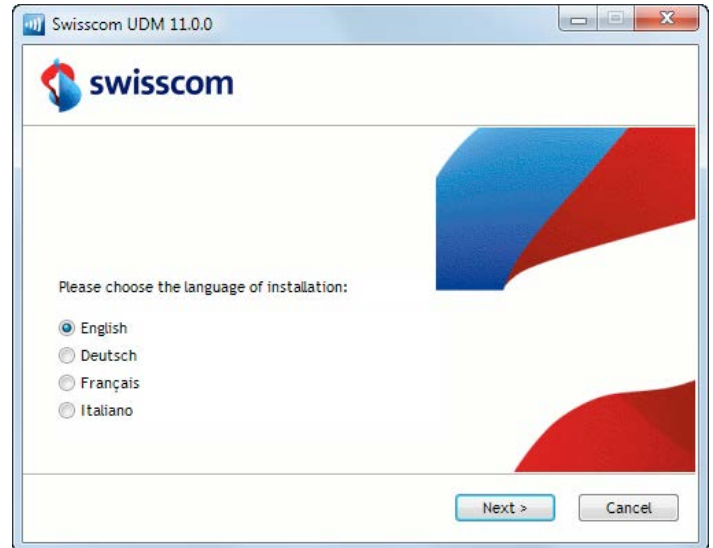 Swisscom UDM 11.0.0
swisscom
Please choose the language of installation:
English
Deutsch
Français
Italiano
Next >
Cancel